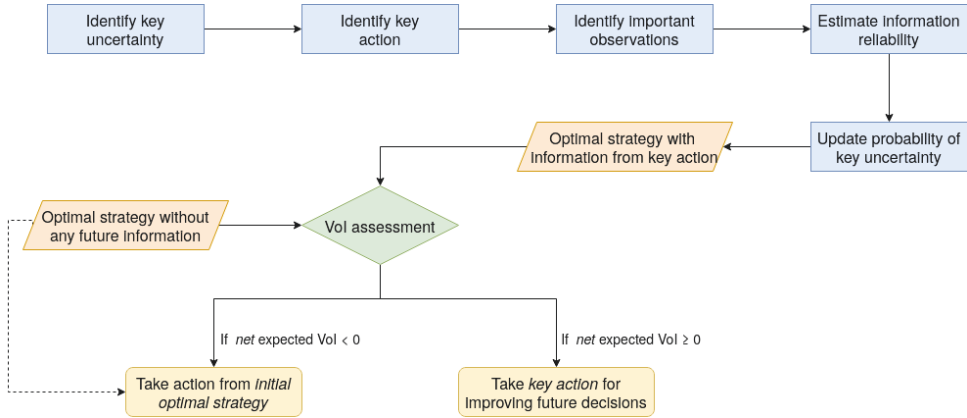 Identify key
uncertainty
Identify key
action
Identify important
observations
Estimate information
reliability
Update probability of
key uncertainty
Optimal strategy with
information from key action
Optimal strategy without
any future information
VoI assessment
If net expected VoI < 0
If net expected VoI ≥ 0
Take action from initial
optimal strategy
Take key action for
improving future decisions